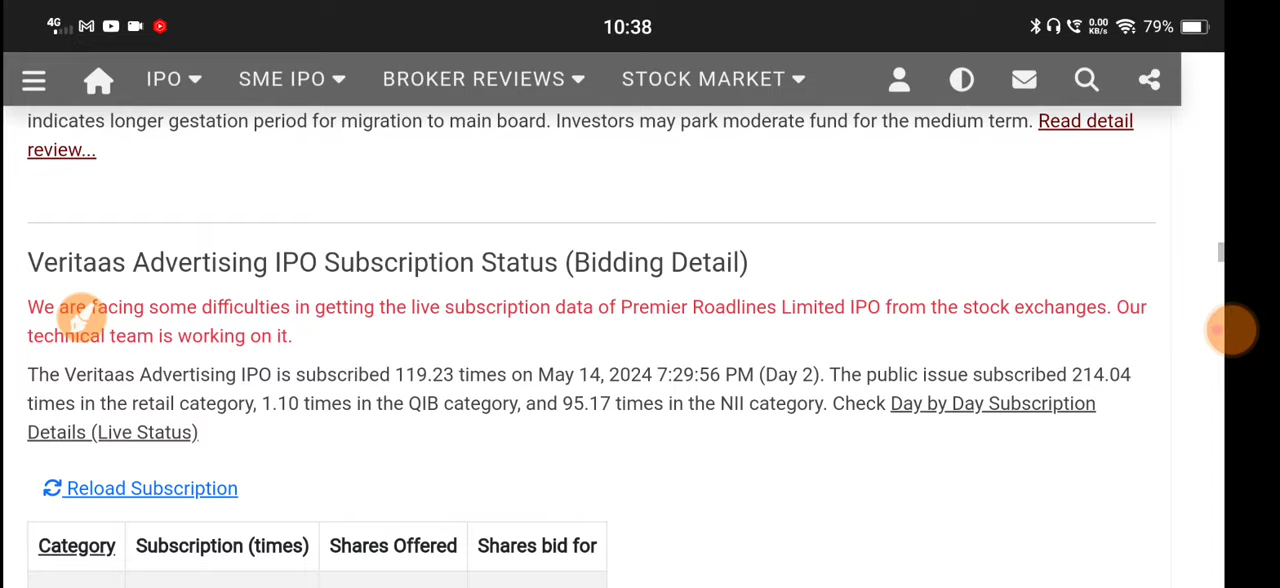 4G 10:38 0.00 KB/s 79%
IPO SME IPO BROKER REVIEWS STOCK MARKET
indicates longer gestation period for migration to main board. Investors may park moderate fund for the medium term. Read detail
review...
Veritaas Advertising IPO Subscription Status (Bidding Detail)
We are facing some difficulties in getting the live subscription data of Premier Roadlines Limited IPO from the stock exchanges. Our
technical team is working on it.
The Veritaas Advertising IPO is subscribed 119.23 times on May 14, 2024 7:29:56 PM (Day 2). The public issue subscribed 214.04
times in the retail category, 1.10 times in the QIB category, and 95.17 times in the NII category. Check Day by Day Subscription
Details (Live Status)
Reload Subscription
Category Subscription (times) Shares Offered Shares bid for